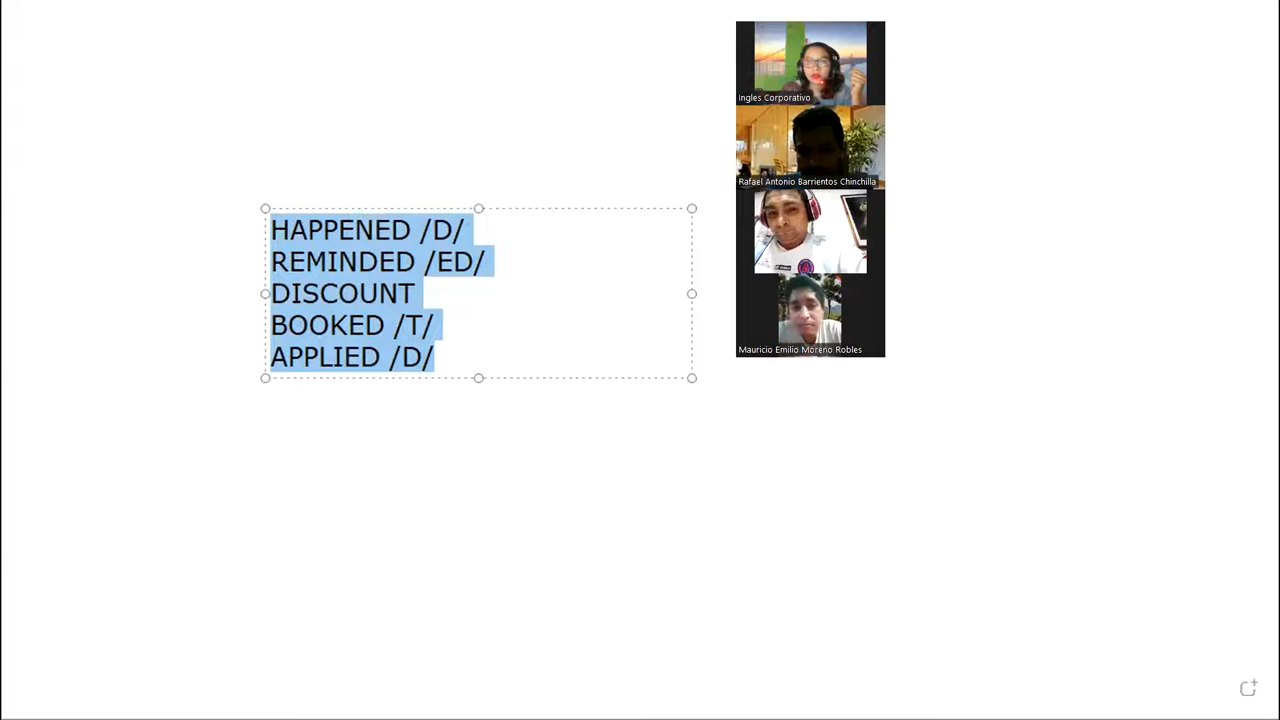 HAPPENED /D/
REMINDED /ED/
DISCOUNT
BOOKED /T/
APPLIED /D/
Ingles Corporativo
Rafael Antonio Barrientos Chinchilla
Mauricio Emilio Moreno Robles